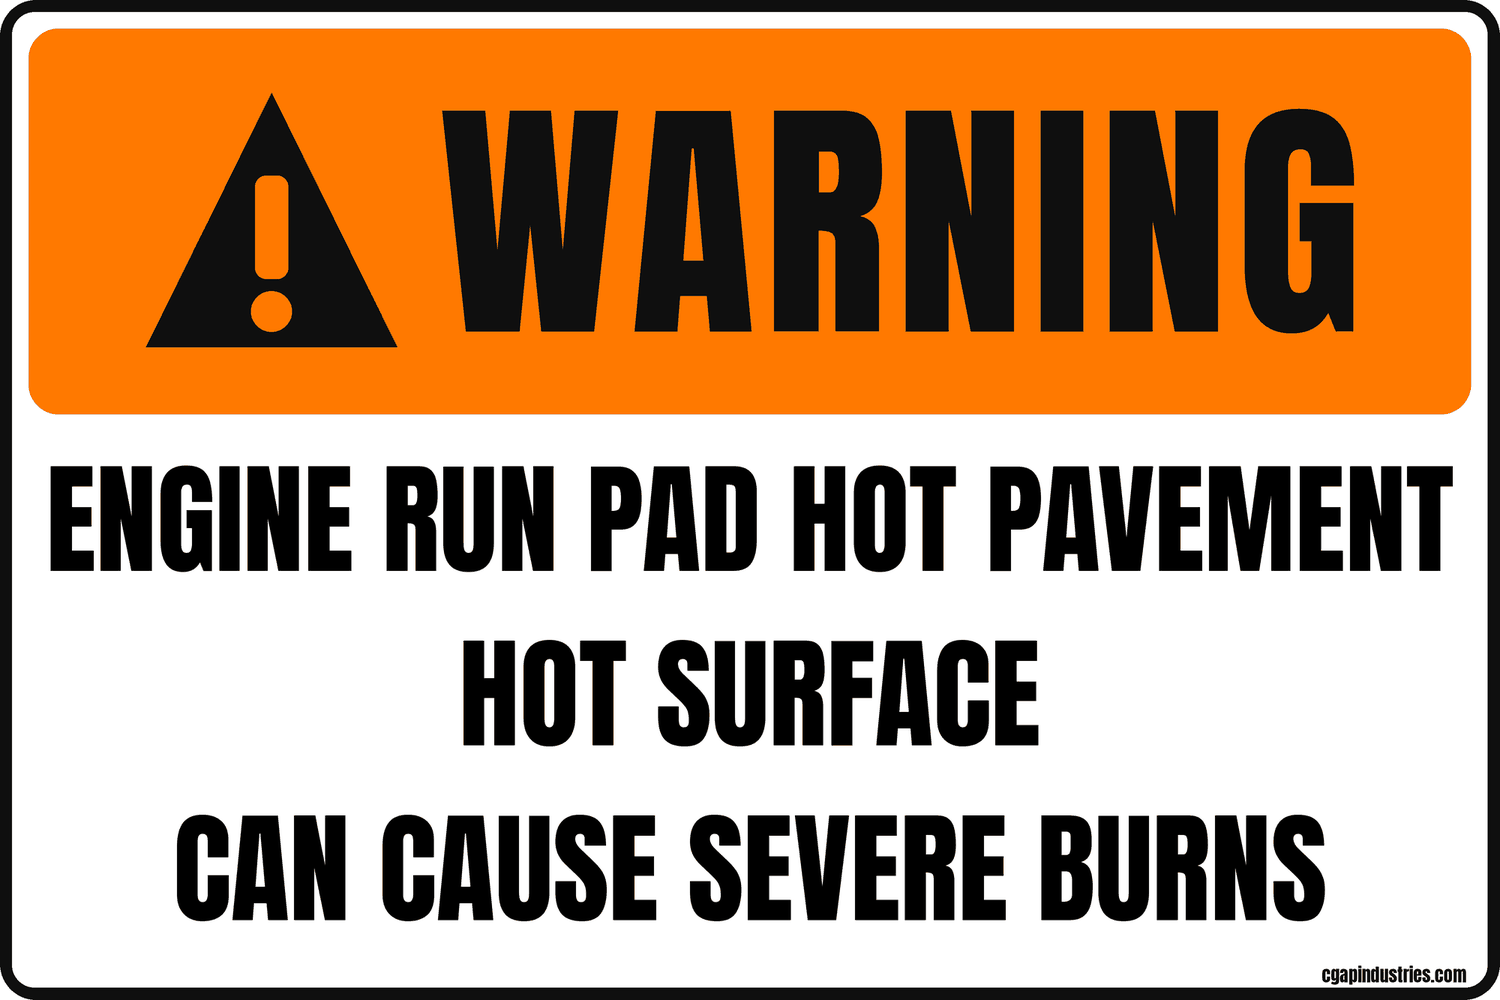 WARNING
ENGINE RUN PAD HOT PAVEMENT
HOT SURFACE
CAN CAUSE SEVERE BURNS
cgapindustries.com